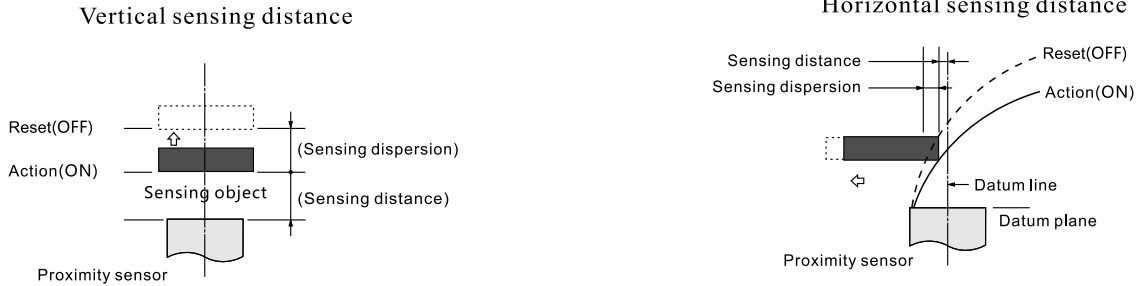 Vertical sensing distance
Reset(OFF)
Action(ON)
Sensing object
(Sensing dispersion)
(Sensing distance)
Proximity sensor
Horizontal sensing distance
Sensing distance
Sensing dispersion
Reset(OFF)
Action(ON)
Datum line
Datum plane
Proximity sensor